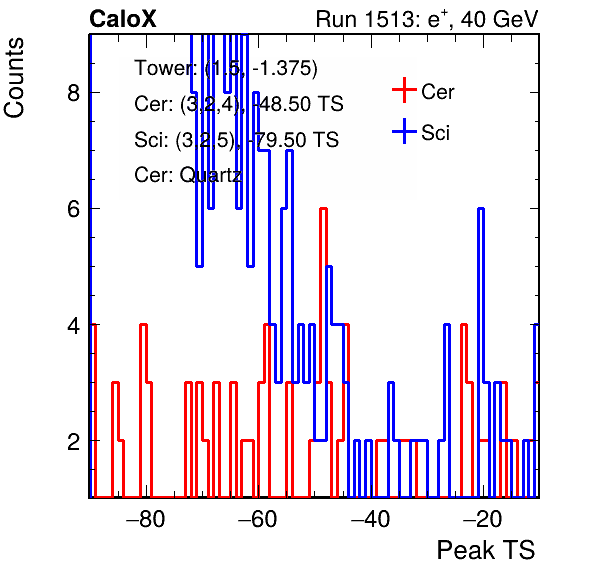 CaloX Run 1513: e⁺, 40 GeV
Counts
Tower: (1.5, -1.375)
Cer: (3,2,4), -48.50 TS
Sci: (3,2,5), -79.50 TS
Cer: Quartz
Cer
Sci
8
6
4
2
−80 −60 −40 −20
Peak TS